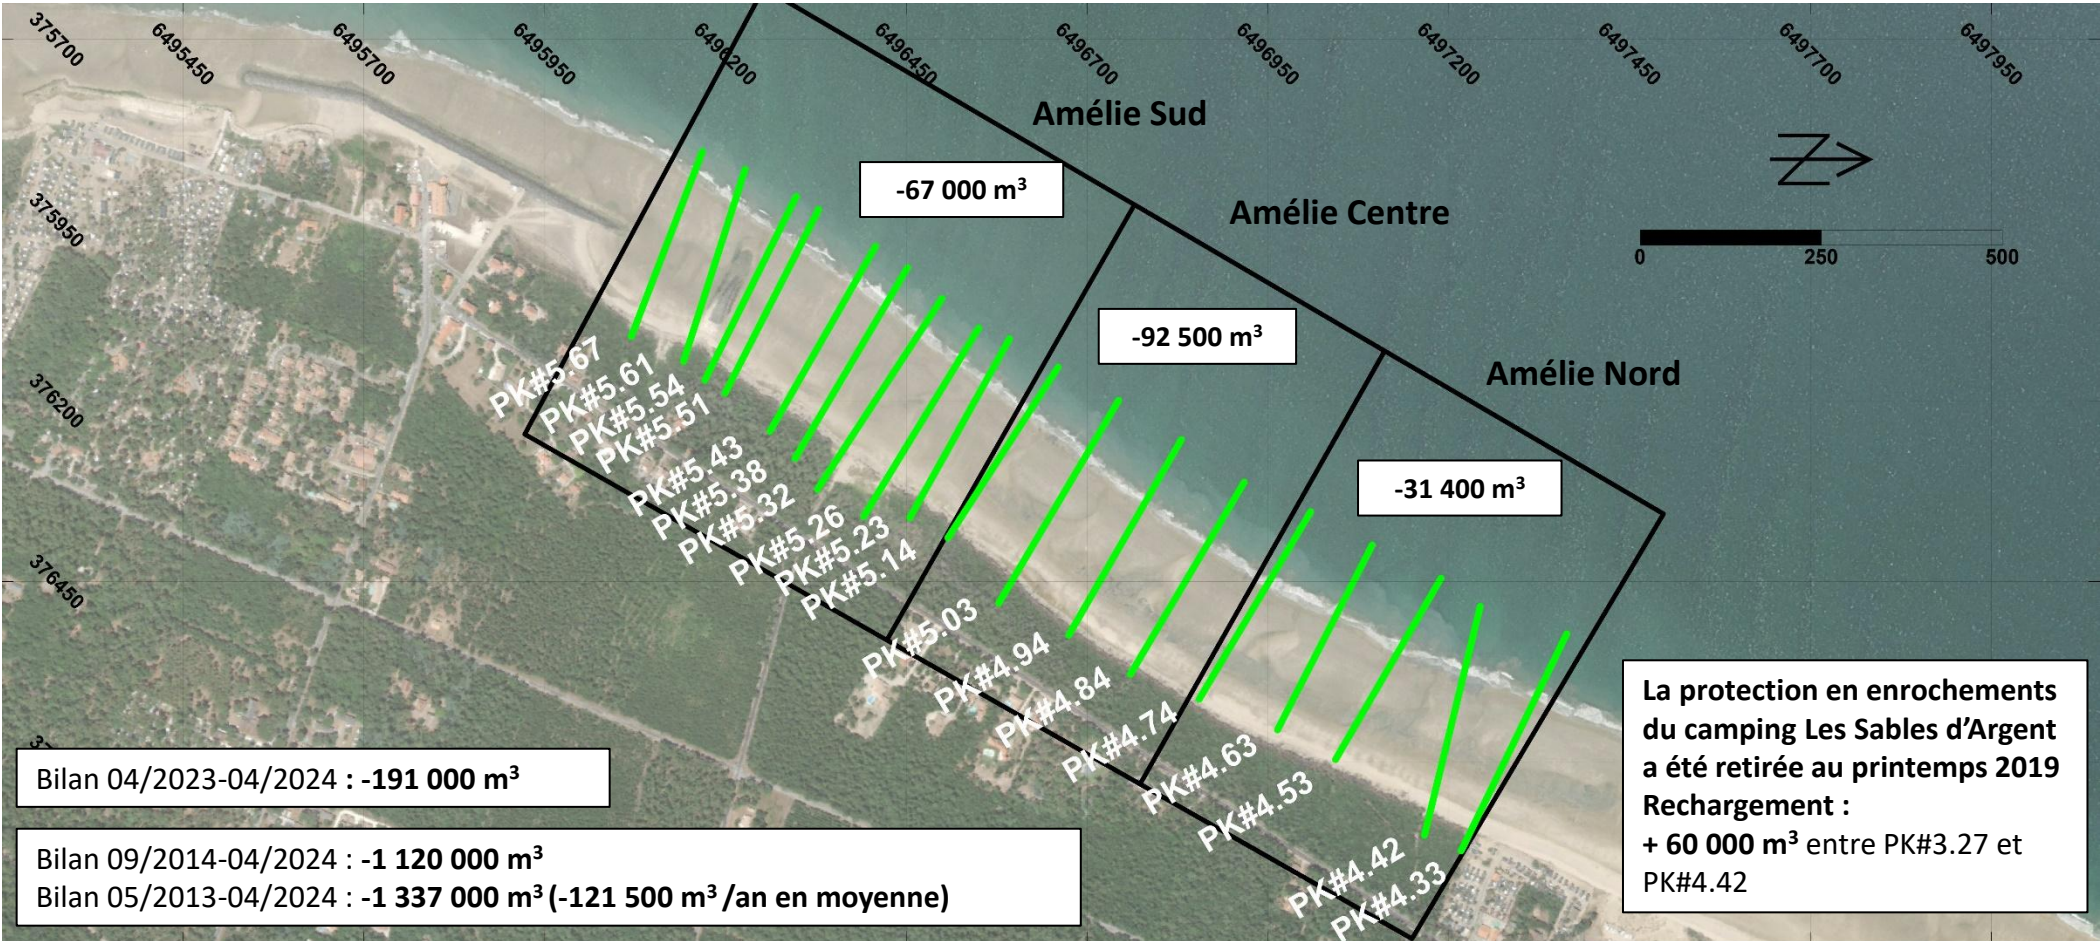 375700
6495450
6495700
6495950
6496200
6496450
6496700
6496950
6497200
6497450
6497700
6497950
375950
376200
376450
Amélie Sud
-67 000 m³
Amélie Centre
-92 500 m³
Amélie Nord
-31 400 m³
Z
0 250 500
PK#5.67
PK#5.61
PK#5.54
PK#5.51
PK#5.43
PK#5.38
PK#5.32
PK#5.26
PK#5.23
PK#5.14
PK#5.03
PK#4.94
PK#4.84
PK#4.74
PK#4.63
PK#4.53
PK#4.42
PK#4.33
Bilan 04/2023-04/2024 : -191 000 m³
Bilan 09/2014-04/2024 : -1 120 000 m³
Bilan 05/2013-04/2024 : -1 337 000 m³ (-121 500 m³ /an en moyenne)
La protection en enrochements
du camping Les Sables d’Argent
a été retirée au printemps 2019
Rechargement :
+ 60 000 m³ entre PK#3.27 et
PK#4.42